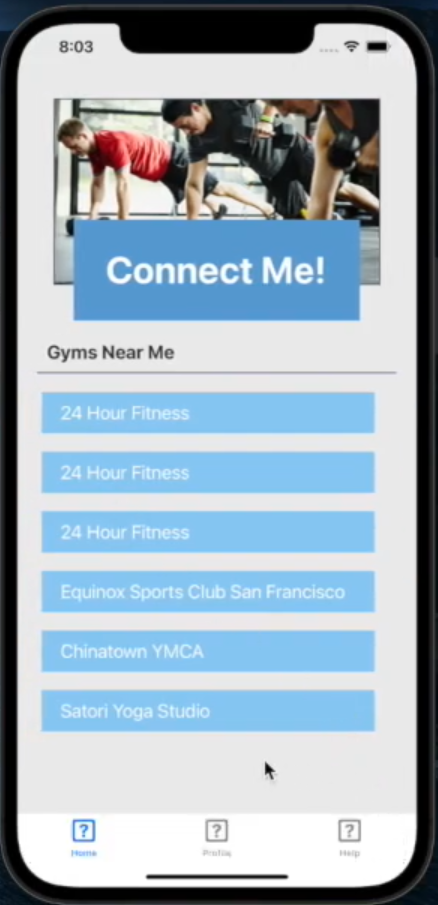 8:03
Connect Me!
Gyms Near Me
24 Hour Fitness
24 Hour Fitness
24 Hour Fitness
Equinox Sports Club San Francisco
Chinatown YMCA
Satori Yoga Studio
? ? ?
Home Profile Help